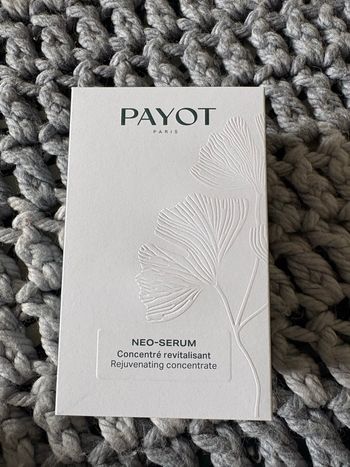 PAYOT
PARIS
NEO-SERUM
Concentré revitalisant
Rejuvenating concentrate